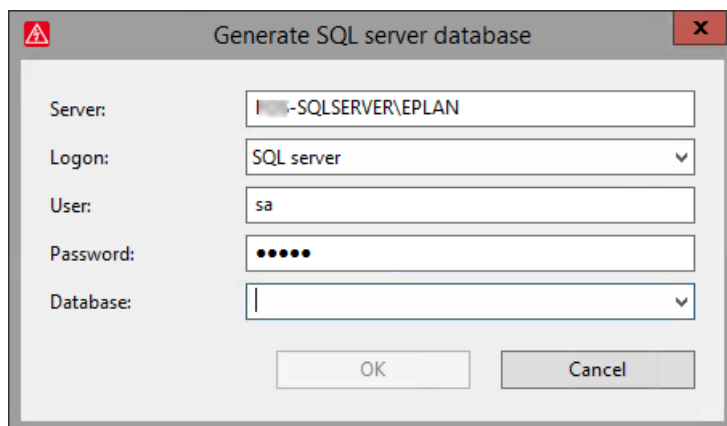 Generate SQL server database
x
Server: -SQLSERVER\EPLAN
Logon: SQL server
User: sa
Password: •••••
Database:
OK Cancel